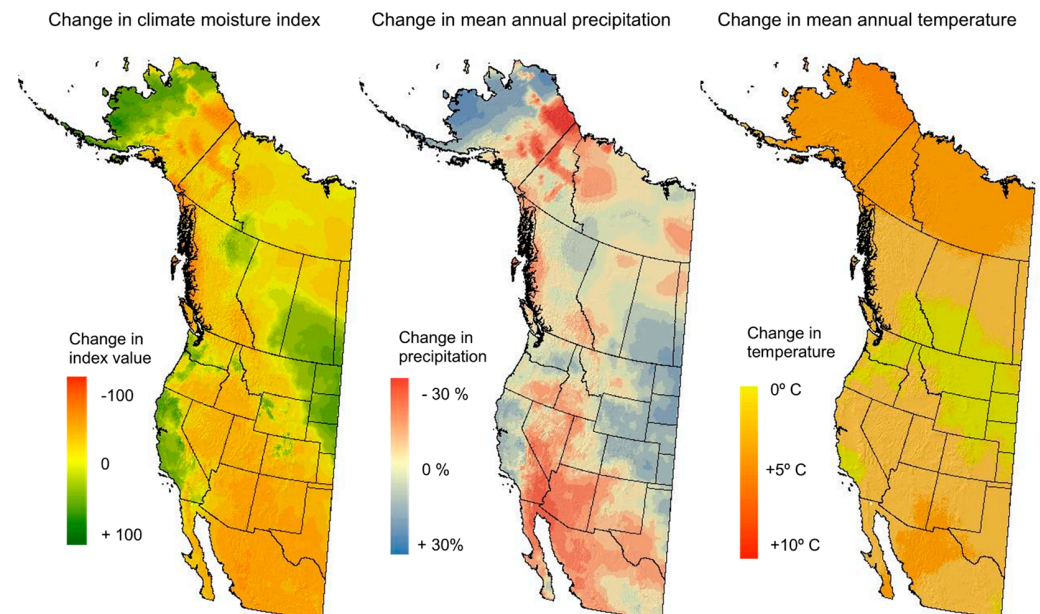 Change in climate moisture index
Change in mean annual precipitation
Change in mean annual temperature
Change in
index value
-100
0
+ 100
Change in
precipitation
- 30 %
0 %
+ 30%
Change in
temperature
0º C
+5º C
+10º C